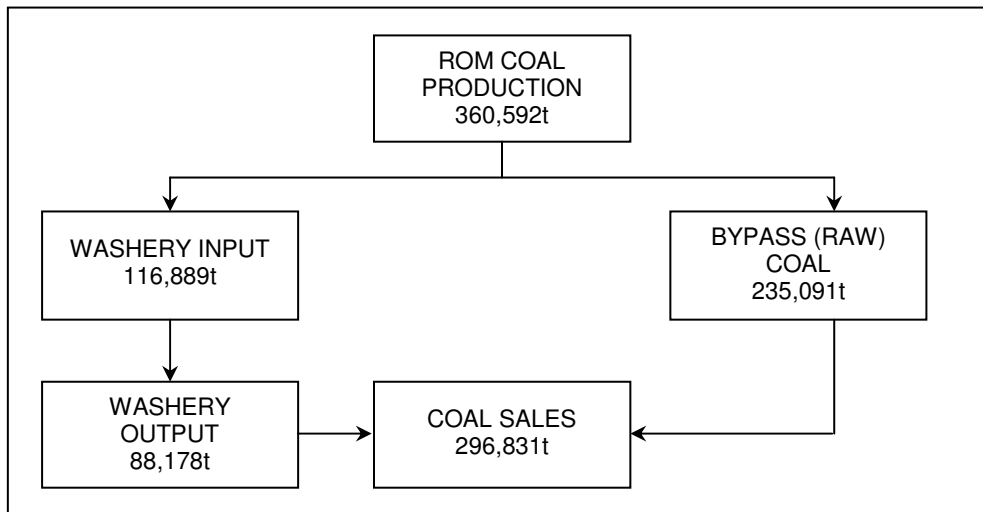 ROM COAL
PRODUCTION
360,592t
WASHERY INPUT
116,889t
BYPASS (RAW)
COAL
235,091t
WASHERY
OUTPUT
88,178t
COAL SALES
296,831t